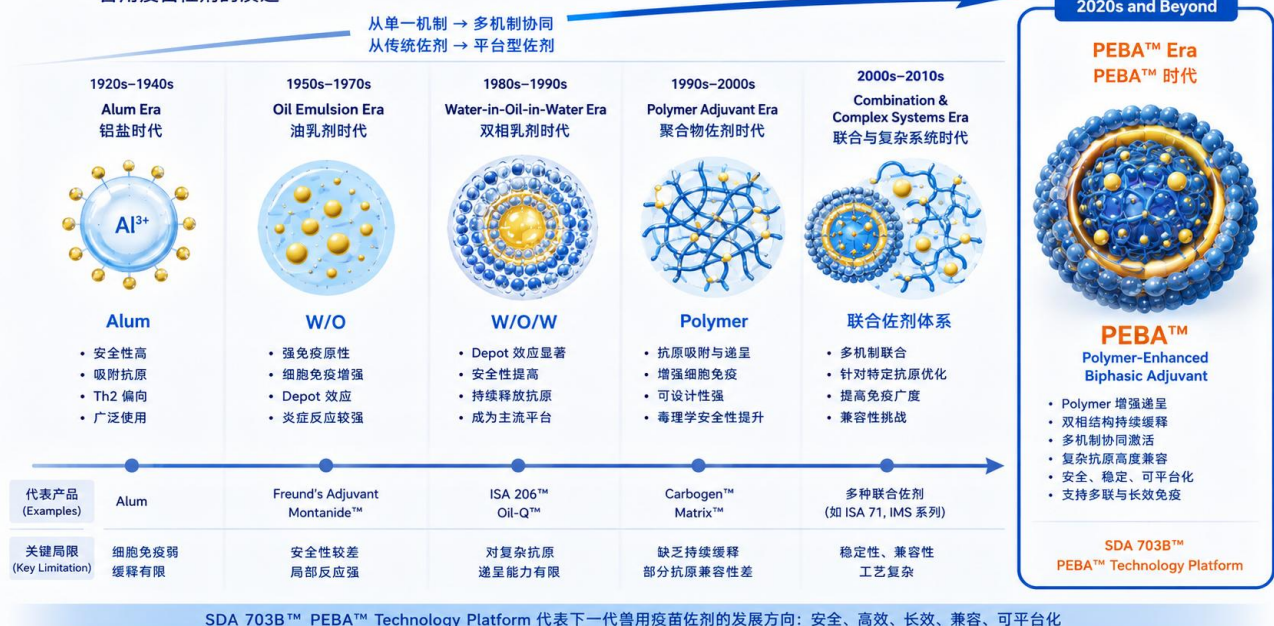 从单一机制 → 多机制协同
从传统佐剂 → 平台型佐剂
2020s and Beyond
PEBA™ Era
PEBA™ 时代
1920s–1940s
Alum Era
铝盐时代
Al³⁺
Alum
• 安全性高
• 吸附抗原
• Th2 偏向
• 广泛使用
1950s–1970s
Oil Emulsion Era
油乳剂时代
W/O
• 强免疫原性
• 细胞免疫增强
• Depot 效应
• 炎症反应较强
1980s–1990s
Water-in-Oil-in-Water Era
双相乳剂时代
W/O/W
• Depot 效应显著
• 安全性提高
• 持续释放抗原
• 成为主流平台
1990s–2000s
Polymer Adjuvant Era
聚合物佐剂时代
Polymer
• 抗原吸附与递呈
• 增强细胞免疫
• 可设计性强
• 毒理学安全性提升
2000s–2010s
Combination &
Complex Systems Era
联合与复杂系统时代
联合佐剂体系
• 多机制联合
• 针对特定抗原优化
• 提高免疫广度
• 兼容性挑战
PEBA™
Polymer-Enhanced
Biphasic Adjuvant
• Polymer 增强递呈
• 双相结构持续缓释
• 多机制协同激活
• 复杂抗原高度兼容
• 安全、稳定、可平台化
• 支持多联与长效免疫
SDA 703B™
PEBA™ Technology Platform
代表产品
(Examples)
Alum
Freund's Adjuvant
Montanide™
ISA 206™
Oil-Q™
Carbogen™
Matrix™
多种联合佐剂
(如 ISA 71, IMS 系列)
关键局限
(Key Limitation)
细胞免疫弱
缓释有限
安全性较差
局部反应强
对复杂抗原
递呈能力有限
缺乏持续缓释
部分抗原兼容性差
稳定性、兼容性
工艺复杂
SDA 703B™ PEBA™ Technology Platform 代表下一代兽用疫苗佐剂的发展方向：安全、高效、长效、兼容、可平台化